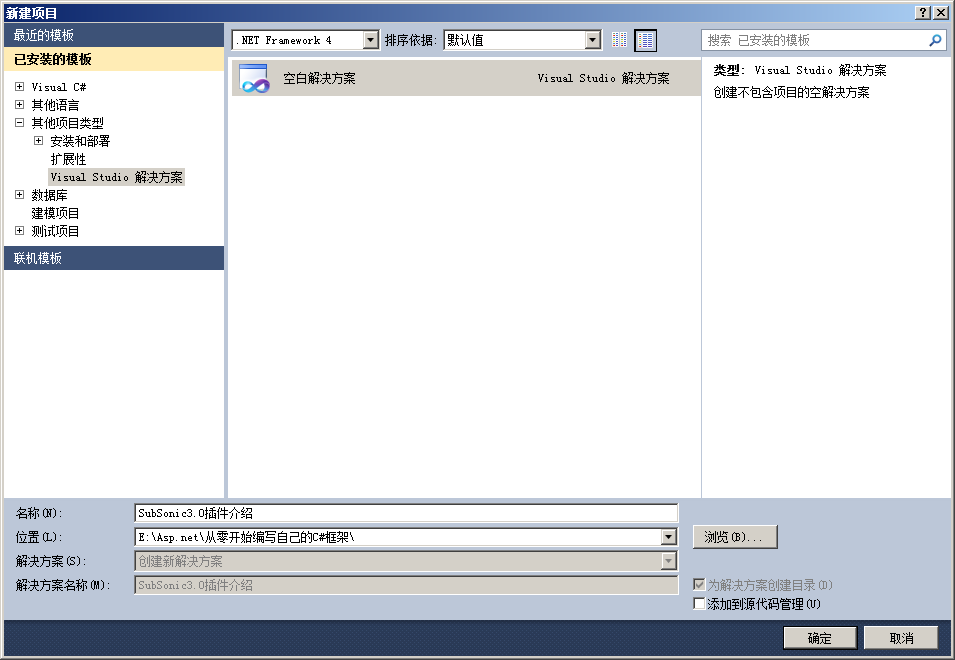 新建项目
最近的模板
已安装的模板
Visual C#
其他语言
其他项目类型
安装和部署
扩展性
Visual Studio 解决方案
数据库
建模项目
测试项目
联机模板
.NET Framework 4
排序依据:
默认值
搜索 已安装的模板
空白解决方案
Visual Studio 解决方案
类型: Visual Studio 解决方案
创建不包含项目的空解决方案
名称(N):
SubSonic3.0插件介绍
位置(L):
E:\Asp.net\从零开始编写自己的C#框架\
浏览(B)...
解决方案(S):
创建新解决方案
解决方案名称(M):
SubSonic3.0插件介绍
为解决方案创建目录(D)
添加到源代码管理(U)
确定
取消